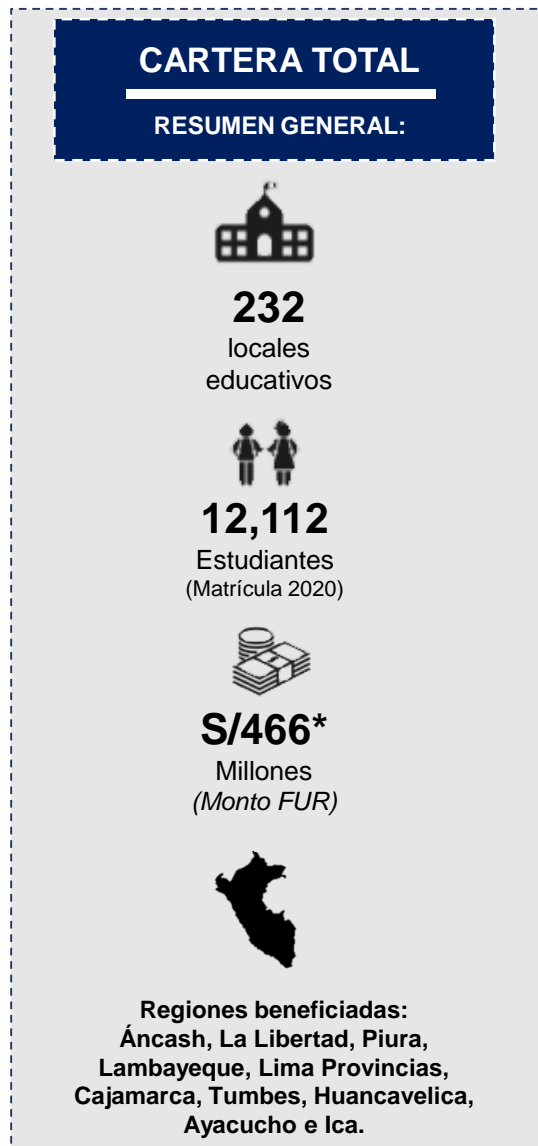 CARTERA TOTAL
RESUMEN GENERAL:
232
locales
educativos
12,112
Estudiantes
(Matrícula 2020)
S/466*
Millones
(Monto FUR)
Regiones beneficiadas:
Áncash, La Libertad, Piura,
Lambayeque, Lima Provincias,
Cajamarca, Tumbes, Huancavelica,
Ayacucho e Ica.